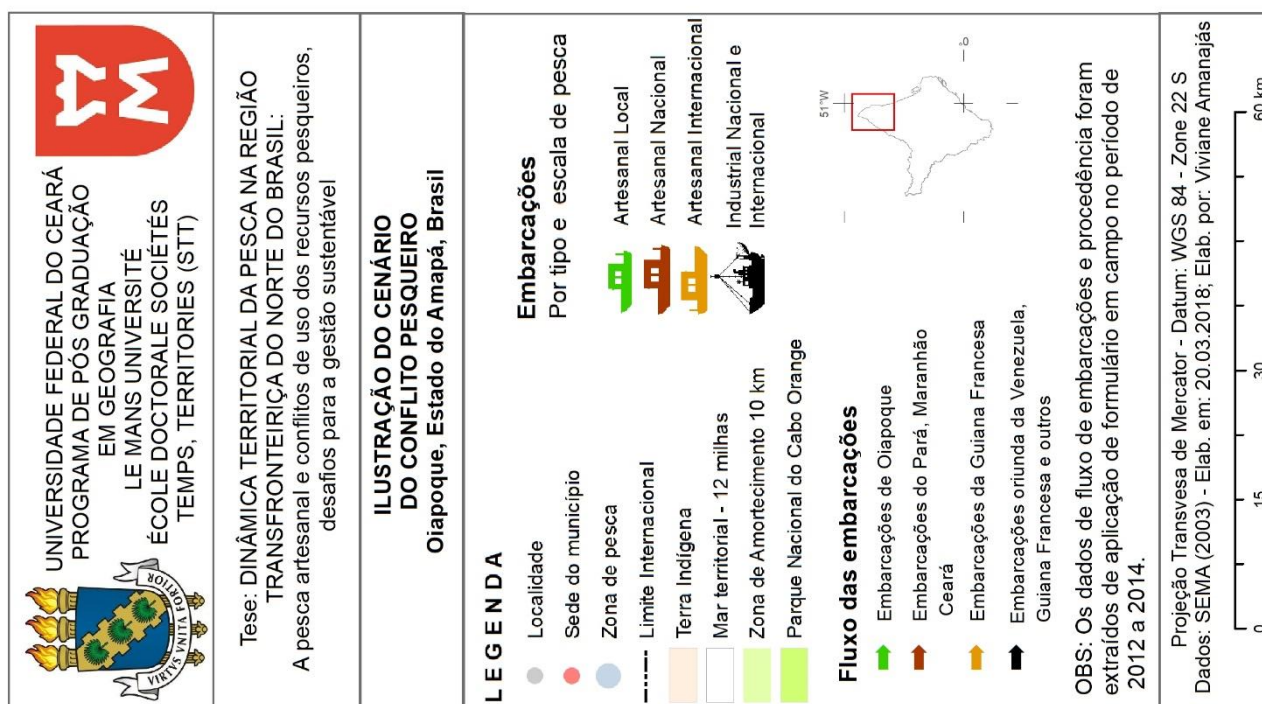 UNIVERSIDADE FEDERAL DO CEARÁ
PROGRAMA DE PÓS GRADUAÇÃO
EM GEOGRAFIA
LE MANS UNIVERSITÉ
ÉCOLE DOCTORALE SOCIÉTÉS
TEMPS, TERRITORIES (STT)
VIRTVS VNITA FORTIOR
Tese: DINÂMICA TERRITORIAL DA PESCA NA REGIÃO
TRANSFRONTEIRIÇA DO NORTE DO BRASIL:
A pesca artesanal e conflitos de uso dos recursos pesqueiros,
desafios para a gestão sustentável
ILUSTRAÇÃO DO CENÁRIO
DO CONFLITO PESQUEIRO
Oiapoque, Estado do Amapá, Brasil
LEGENDA
Localidade
Sede do município
Zona de pesca
Limite Internacional
Terra Indígena
Mar territorial - 12 milhas
Zona de Amortecimento 10 km
Parque Nacional do Cabo Orange
Embarcações
Por tipo e escala de pesca
Artesanal Local
Artesanal Nacional
Artesanal Internacional
Industrial Nacional e
Internacional
Fluxo das embarcações
Embarcações de Oiapoque
Embarcações do Pará, Maranhão
Ceará
Embarcações da Guiana Francesa
Embarcações oriunda da Venezuela,
Guiana Francesa e outros
51°W
0
OBS: Os dados de fluxo de embarcações e procedência foram
extraídos de aplicação de formulário em campo no período de
2012 a 2014.
Projeção Transvesa de Mercator - Datum: WGS 84 - Zone 22 S
Dados: SEMA (2003) - Elab. em: 20.03.2018; Elab. por: Viviane Amanajás
0 15 30 60 km